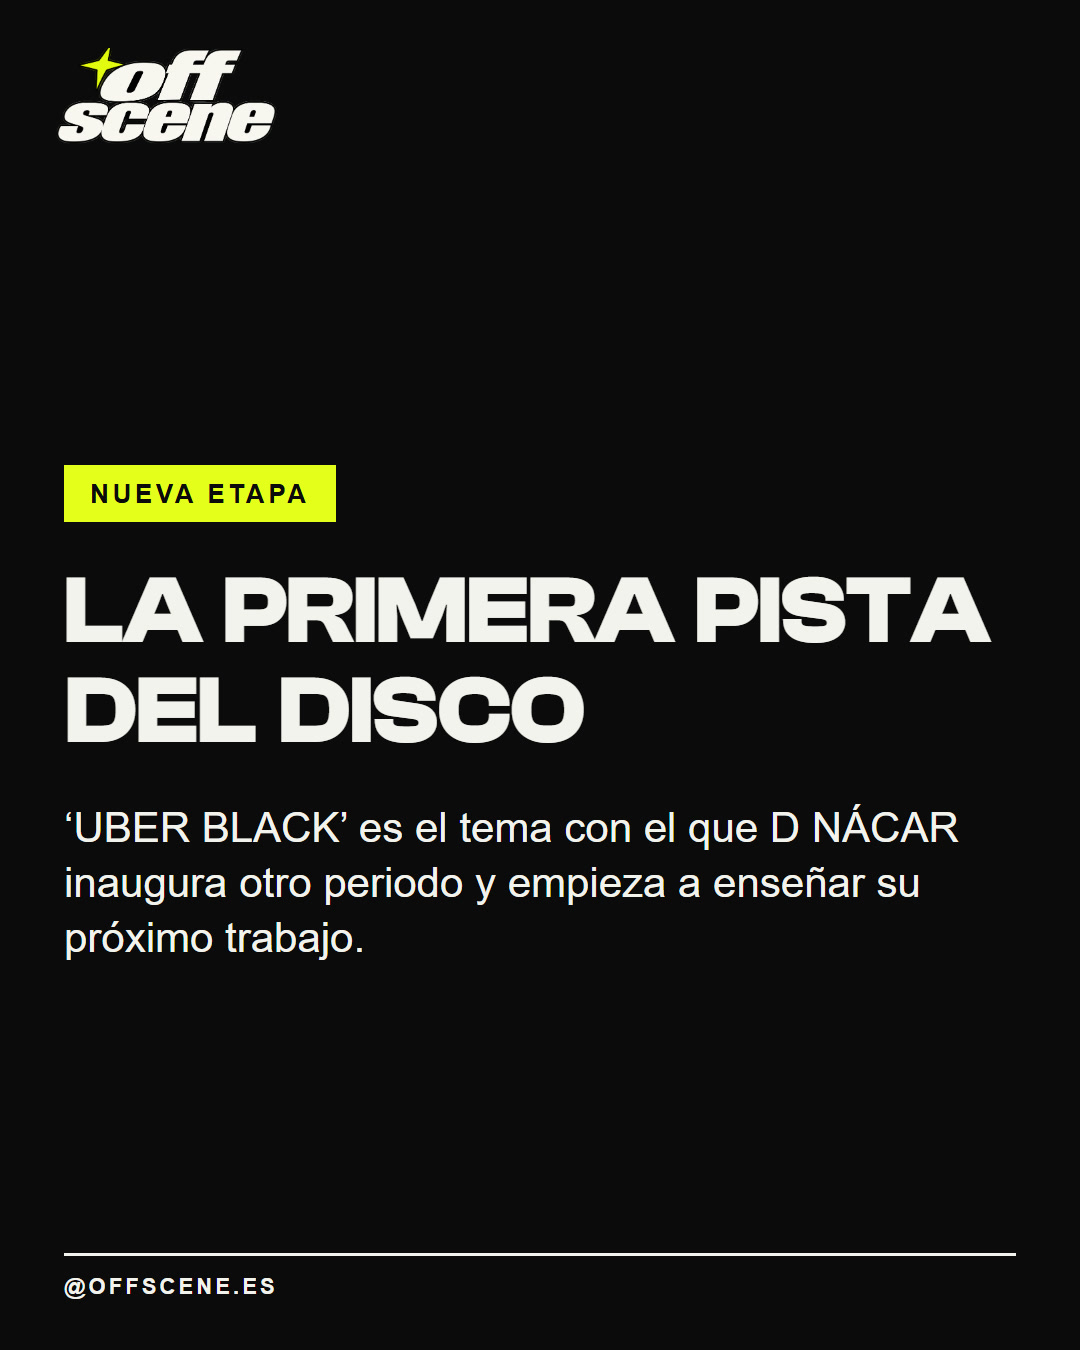 off
scene
NUEVA ETAPA
LA PRIMERA PISTA
DEL DISCO
‘UBER BLACK’ es el tema con el que D NÁCAR
inaugura otro periodo y empieza a enseñar su
próximo trabajo.
@OFFSCENE.ES